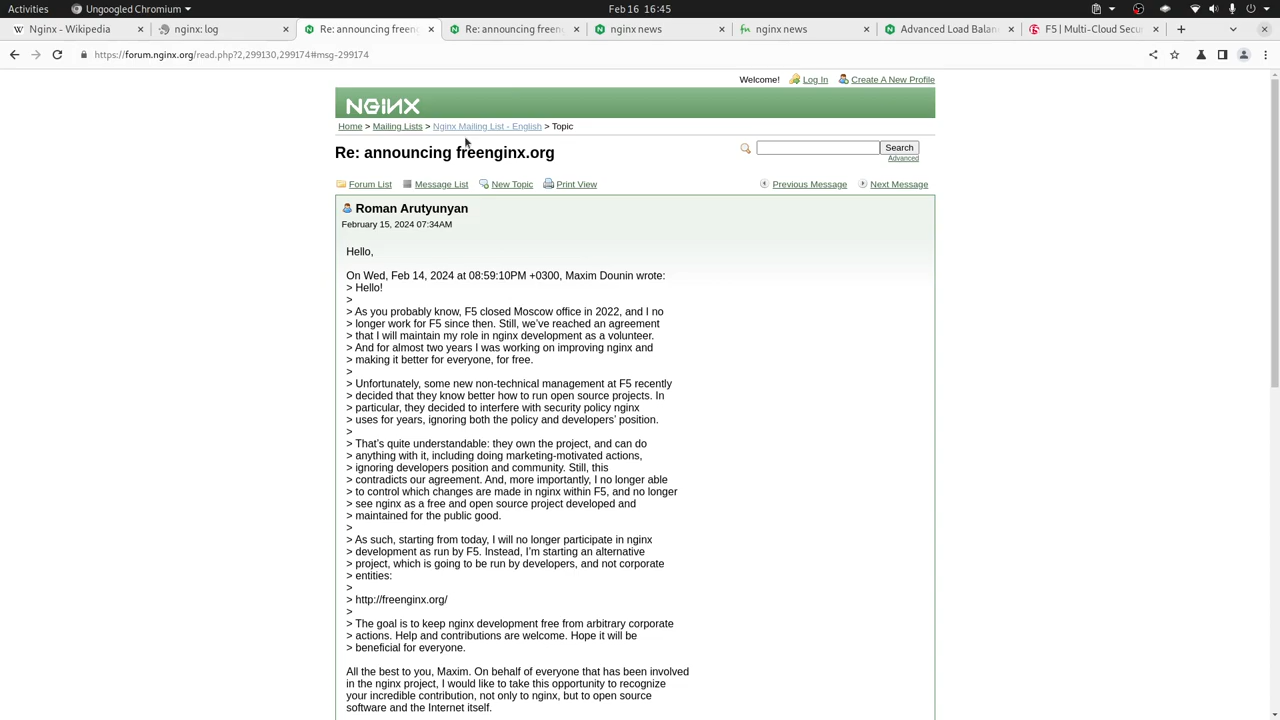 Activities
Ungoogled Chromium
Feb 16 16:45
Nginx - Wikipedia
nginx: log
Re: announcing freen
Re: announcing freeng
nginx news
nginx news
Advanced Load Balan
F5 | Multi-Cloud Secu
https://forum.nginx.org/read.php?2,299130,299174#msg-299174
Welcome! Log In Create A New Profile
NGINX
Home > Mailing Lists > Nginx Mailing List - English > Topic
Re: announcing freenginx.org
Search
Advanced
Forum List Message List New Topic Print View Previous Message Next Message
Roman Arutyunyan
February 15, 2024 07:34AM
Hello,
On Wed, Feb 14, 2024 at 08:59:10PM +0300, Maxim Dounin wrote:
> Hello!
>
> As you probably know, F5 closed Moscow office in 2022, and I no
> longer work for F5 since then. Still, we’ve reached an agreement
> that I will maintain my role in nginx development as a volunteer.
> And for almost two years I was working on improving nginx and
> making it better for everyone, for free.
>
> Unfortunately, some new non-technical management at F5 recently
> decided that they know better how to run open source projects. In
> particular, they decided to interfere with security policy nginx
> uses for years, ignoring both the policy and developers’ position.
>
> That’s quite understandable: they own the project, and can do
> anything with it, including doing marketing-motivated actions,
> ignoring developers position and community. Still, this
> contradicts our agreement. And, more importantly, I no longer able
> to control which changes are made in nginx within F5, and no longer
> see nginx as a free and open source project developed and
> maintained for the public good.
>
> As such, starting from today, I will no longer participate in nginx
> development as run by F5. Instead, I’m starting an alternative
> project, which is going to be run by developers, and not corporate
> entities:
>
> http://freenginx.org/
>
> The goal is to keep nginx development free from arbitrary corporate
> actions. Help and contributions are welcome. Hope it will be
> beneficial for everyone.
All the best to you, Maxim. On behalf of everyone that has been involved
in the nginx project, I would like to take this opportunity to recognize
your incredible contribution, not only to nginx, but to open source
software and the Internet itself.